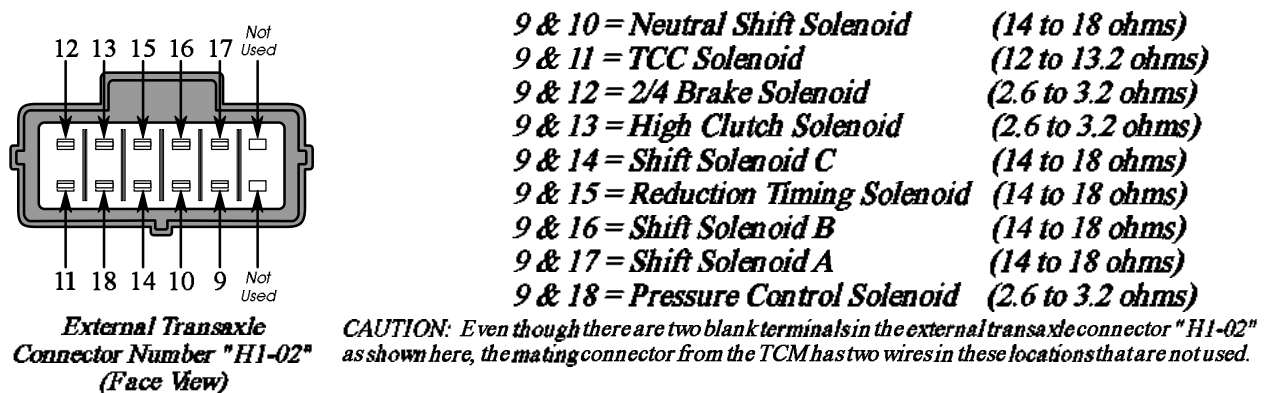 Not
12 13 15 16 17 Used
11 18 14 10 9 Not
Used
External Transaxle
Connector Number "H1-02"
(Face View)
9 & 10 = Neutral Shift Solenoid (14 to 18 ohms)
9 & 11 = TCC Solenoid (12 to 13.2 ohms)
9 & 12 = 2/4 Brake Solenoid (2.6 to 3.2 ohms)
9 & 13 = High Clutch Solenoid (2.6 to 3.2 ohms)
9 & 14 = Shift Solenoid C (14 to 18 ohms)
9 & 15 = Reduction Timing Solenoid (14 to 18 ohms)
9 & 16 = Shift Solenoid B (14 to 18 ohms)
9 & 17 = Shift Solenoid A (14 to 18 ohms)
9 & 18 = Pressure Control Solenoid (2.6 to 3.2 ohms)
CAUTION: Even though there are two blank terminals in the external transaxle connector "H1-02"
as shown here, the mating connector from the TCM has two wires in these locations that are not used.